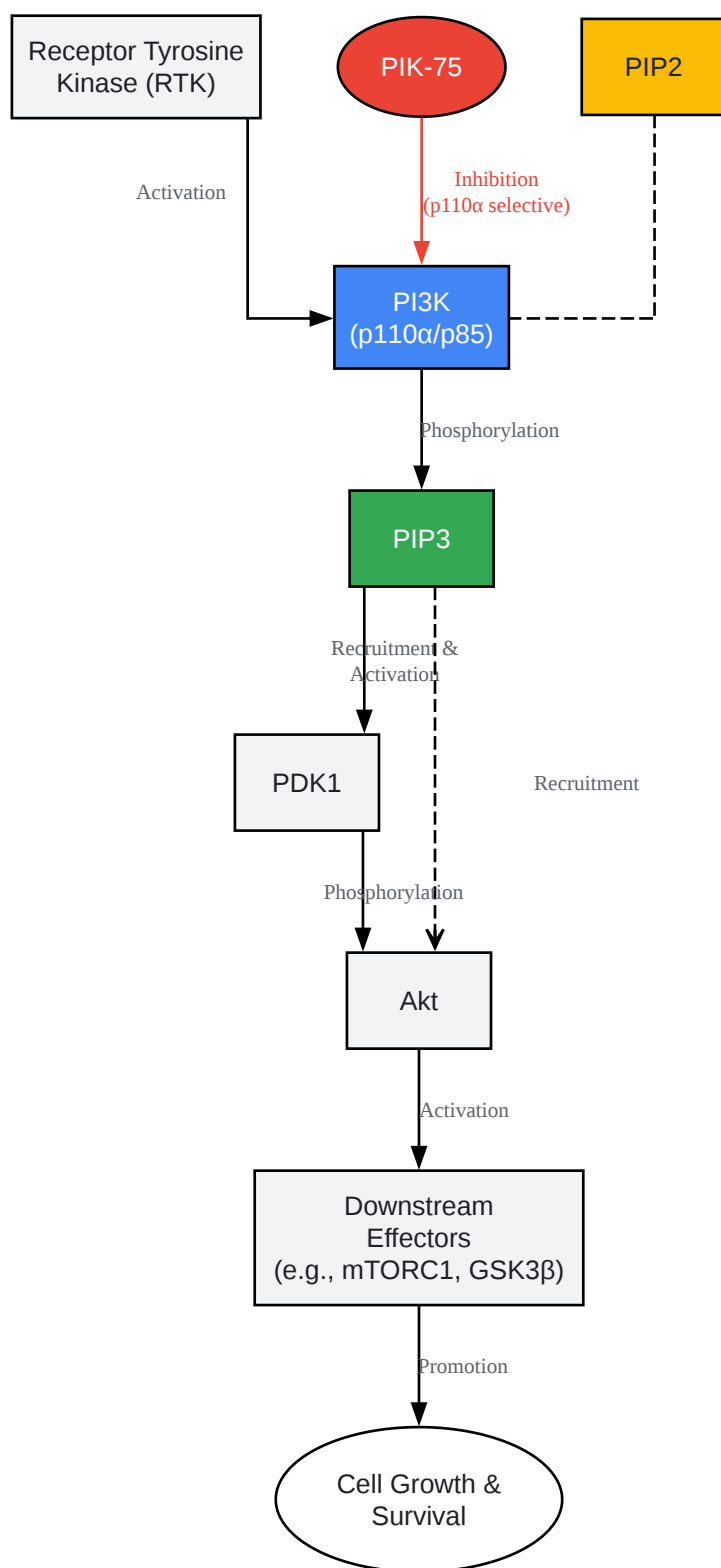 Receptor Tyrosine
Kinase (RTK)
PIK-75
PIP2
Activation
Inhibition
(p110α selective)
PI3K
(p110α/p85)
Phosphorylation
PIP3
Recruitment &
Activation
PDK1
Recruitment
Phosphorylation
Akt
Activation
Downstream
Effectors
(e.g., mTORC1, GSK3β)
Promotion
Cell Growth &
Survival